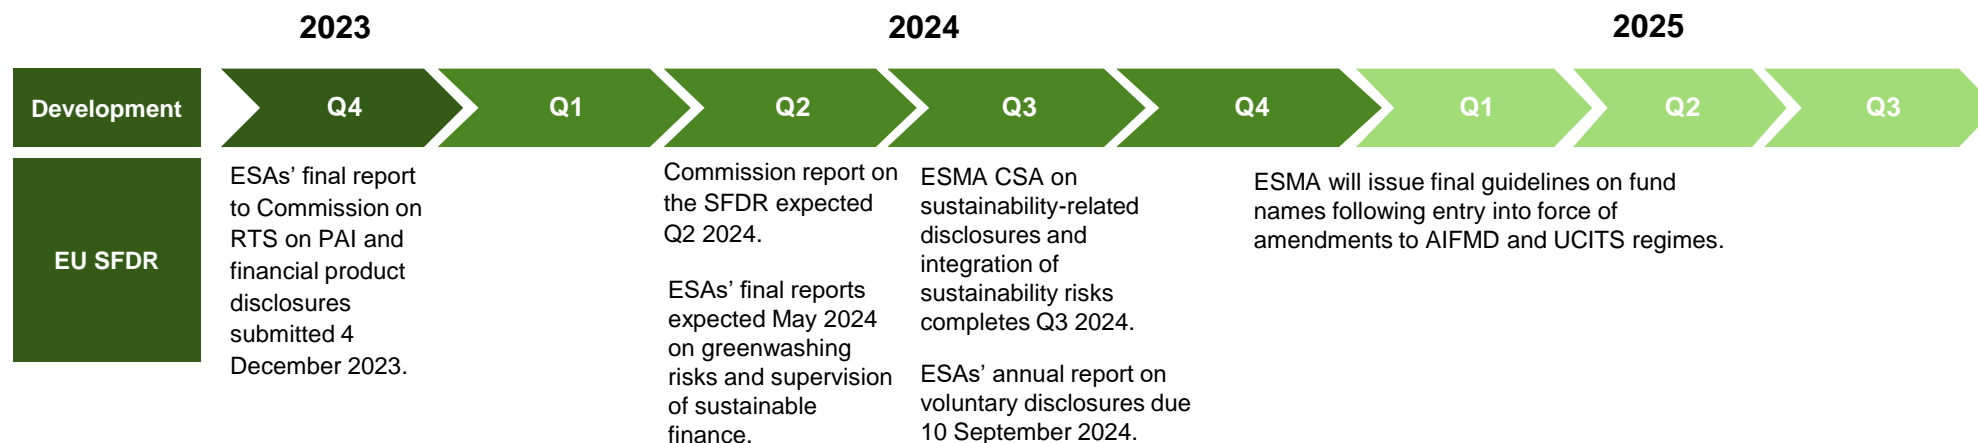 2023
2024
2025
Development
Q4
Q1
Q2
Q3
Q4
Q1
Q2
Q3
EU SFDR
ESAs’ final report
to Commission on
RTS on PAI and
financial product
disclosures
submitted 4
December 2023.
Commission report on
the SFDR expected
Q2 2024.
ESAs’ final reports
expected May 2024
on greenwashing
risks and supervision
of sustainable
finance.
ESMA CSA on
sustainability-related
disclosures and
integration of
sustainability risks
completes Q3 2024.
ESAs’ annual report on
voluntary disclosures due
10 September 2024.
ESMA will issue final guidelines on fund
names following entry into force of
amendments to AIFMD and UCITS regimes.